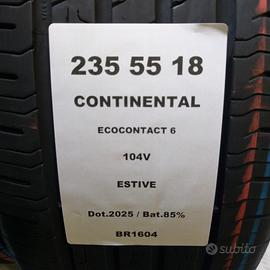 235 55 18
CONTINENTAL
ECOCONTACT 6
104V
ESTIVE
Dot.2025 / Bat.85%
BR1604
subito